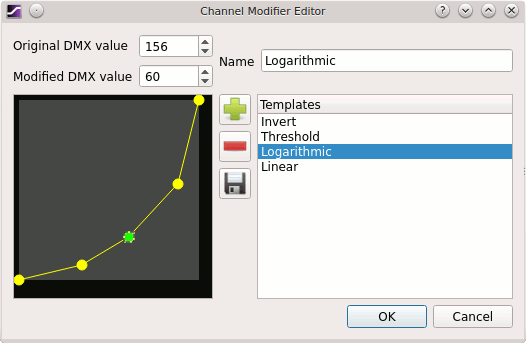 Channel Modifier Editor
Original DMX value 156
Modified DMX value 60
Name Logarithmic
Templates
Invert
Threshold
Logarithmic
Linear
OK Cancel